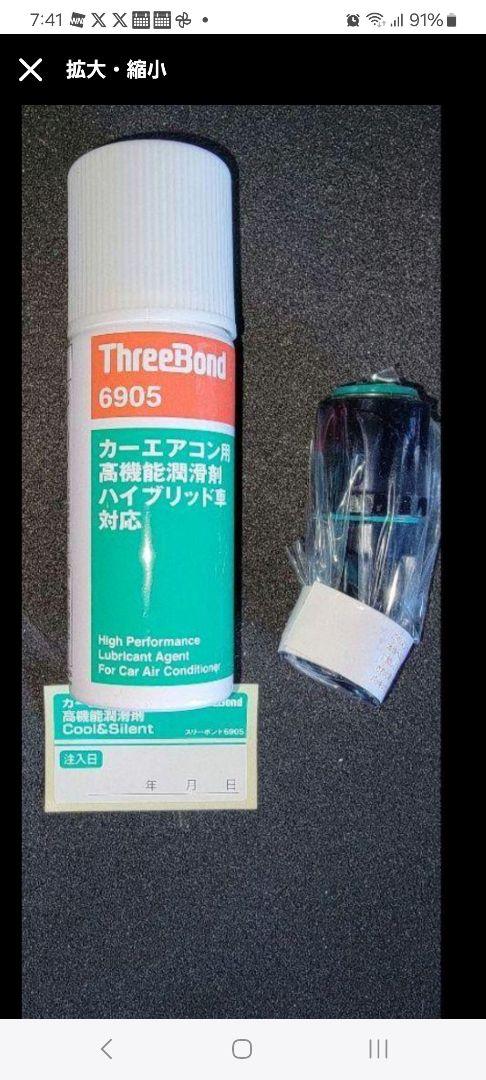 7:41
91%
拡大・縮小
ThreeBond
6905
カーエアコン用
高機能潤滑剤
ハイブリッド車
対応
High Performance
Lubricant Agent
For Car Air Conditioner
高機能潤滑剤
Cool&Silent
スリーボンド6905
注入日
年 月 日